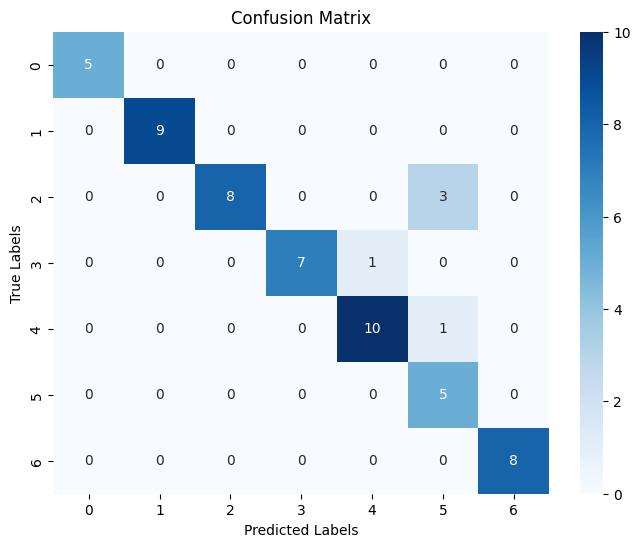 Confusion Matrix
True Labels
0 5 0 0 0 0 0 0
1 0 9 0 0 0 0 0
2 0 0 8 0 0 3 0
3 0 0 0 7 1 0 0
4 0 0 0 0 10 1 0
5 0 0 0 0 0 5 0
6 0 0 0 0 0 0 8
0 1 2 3 4 5 6
Predicted Labels
10
8
6
4
2
0